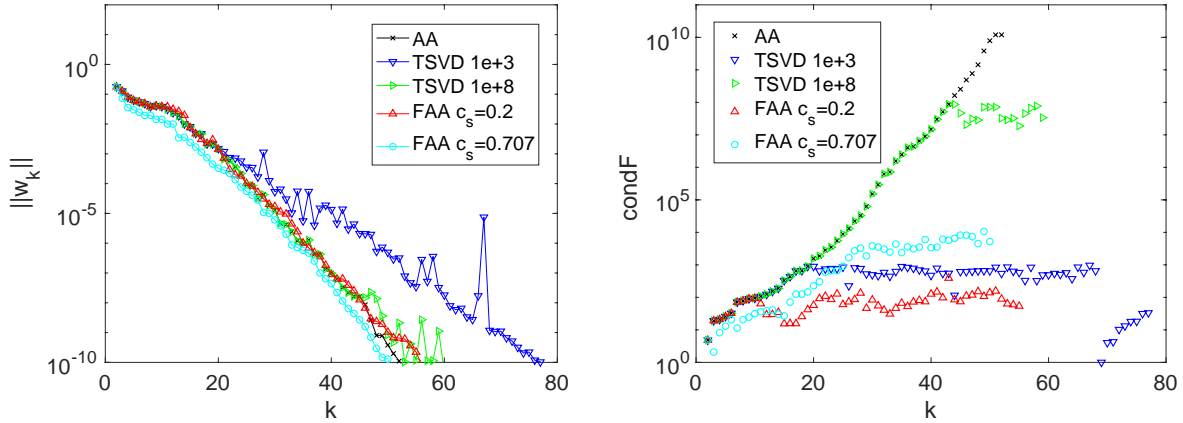 AA
TSVD 1e+3
TSVD 1e+8
FAA c_s=0.2
FAA c_s=0.707
10^0
10^-5
10^-10
||w_k||
0 20 40 60 80
k
AA
TSVD 1e+3
TSVD 1e+8
FAA c_s=0.2
FAA c_s=0.707
10^10
10^5
10^0
condF
0 20 40 60 80
k